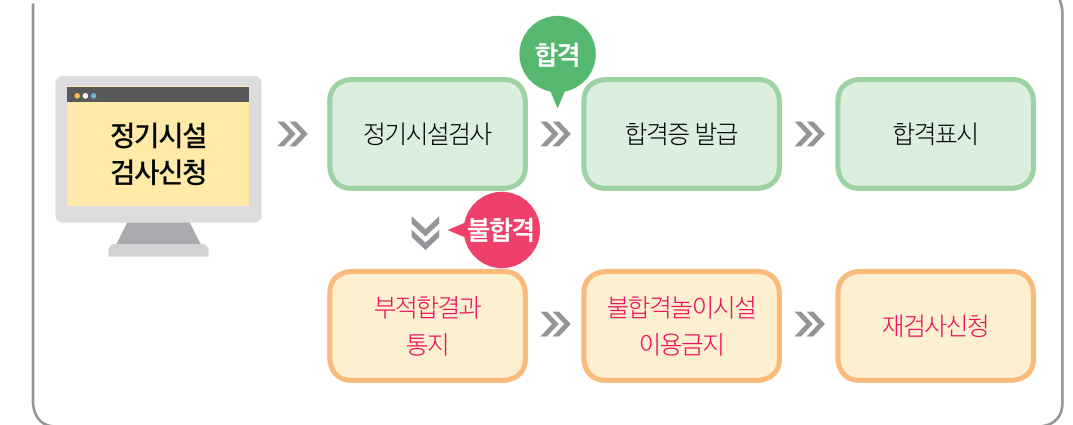 합격
정기시설
검사신청
정기시설검사
합격증 발급
합격표시
불합격
부적합결과
통지
불합격놀이시설
이용금지
재검사신청